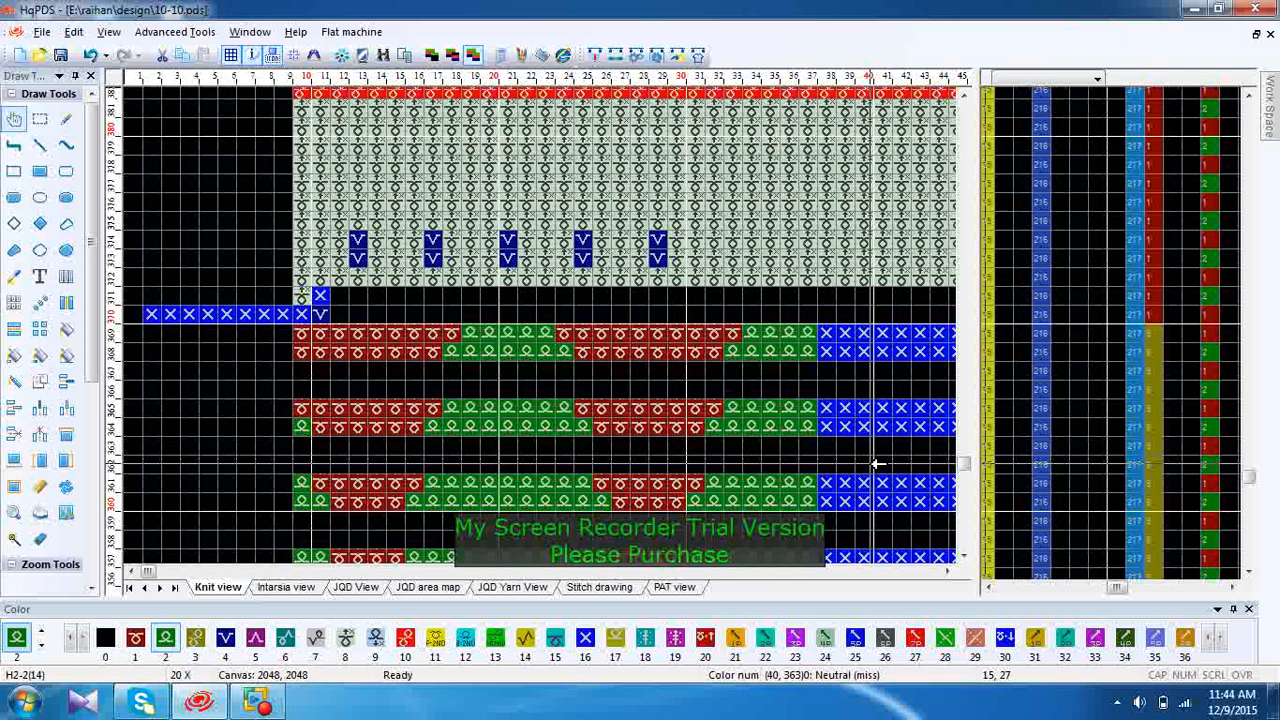 HqPDS - [E:\raihan\design\10-10.pds]
File Edit View Advanceed Tools Window Help Flat machine
Draw T...
Draw Tools
Zoom Tools
Work Space
My Screen Recorder Trial Version
Please Purchase
Knit view Intarsia view JQD View JQD area map JQD Yarn View Stitch drawing PAT view
Color
2 0 1 2 3 4 5 6 7 8 9 10 11 12 13 14 15 16 17 18 19 20 21 22 23 24 25 26 27 28 29 30 31 32 33 34 35 36
H2-2(14) 20 X Canvas: 2048, 2048 Ready Color num (40, 363)0: Neutral (miss) 15, 27 CAP NUM SCRL OVR
11:44 AM
12/9/2015